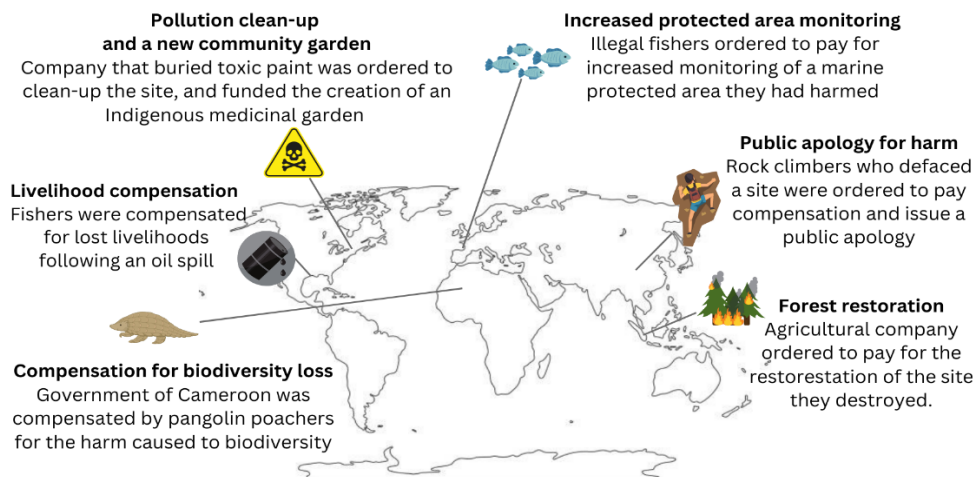 Pollution clean-up
and a new community garden
Company that buried toxic paint was ordered to
clean-up the site, and funded the creation of an
Indigenous medicinal garden
Increased protected area monitoring
Illegal fishers ordered to pay for
increased monitoring of a marine
protected area they had harmed
Public apology for harm
Rock climbers who defaced
a site were ordered to pay
compensation and issue a
public apology
Livelihood compensation
Fishers were compensated
for lost livelihoods
following an oil spill
Forest restoration
Agricultural company
ordered to pay for the
restorestation of the site
they destroyed.
Compensation for biodiversity loss
Government of Cameroon was
compensated by pangolin poachers
for the harm caused to biodiversity